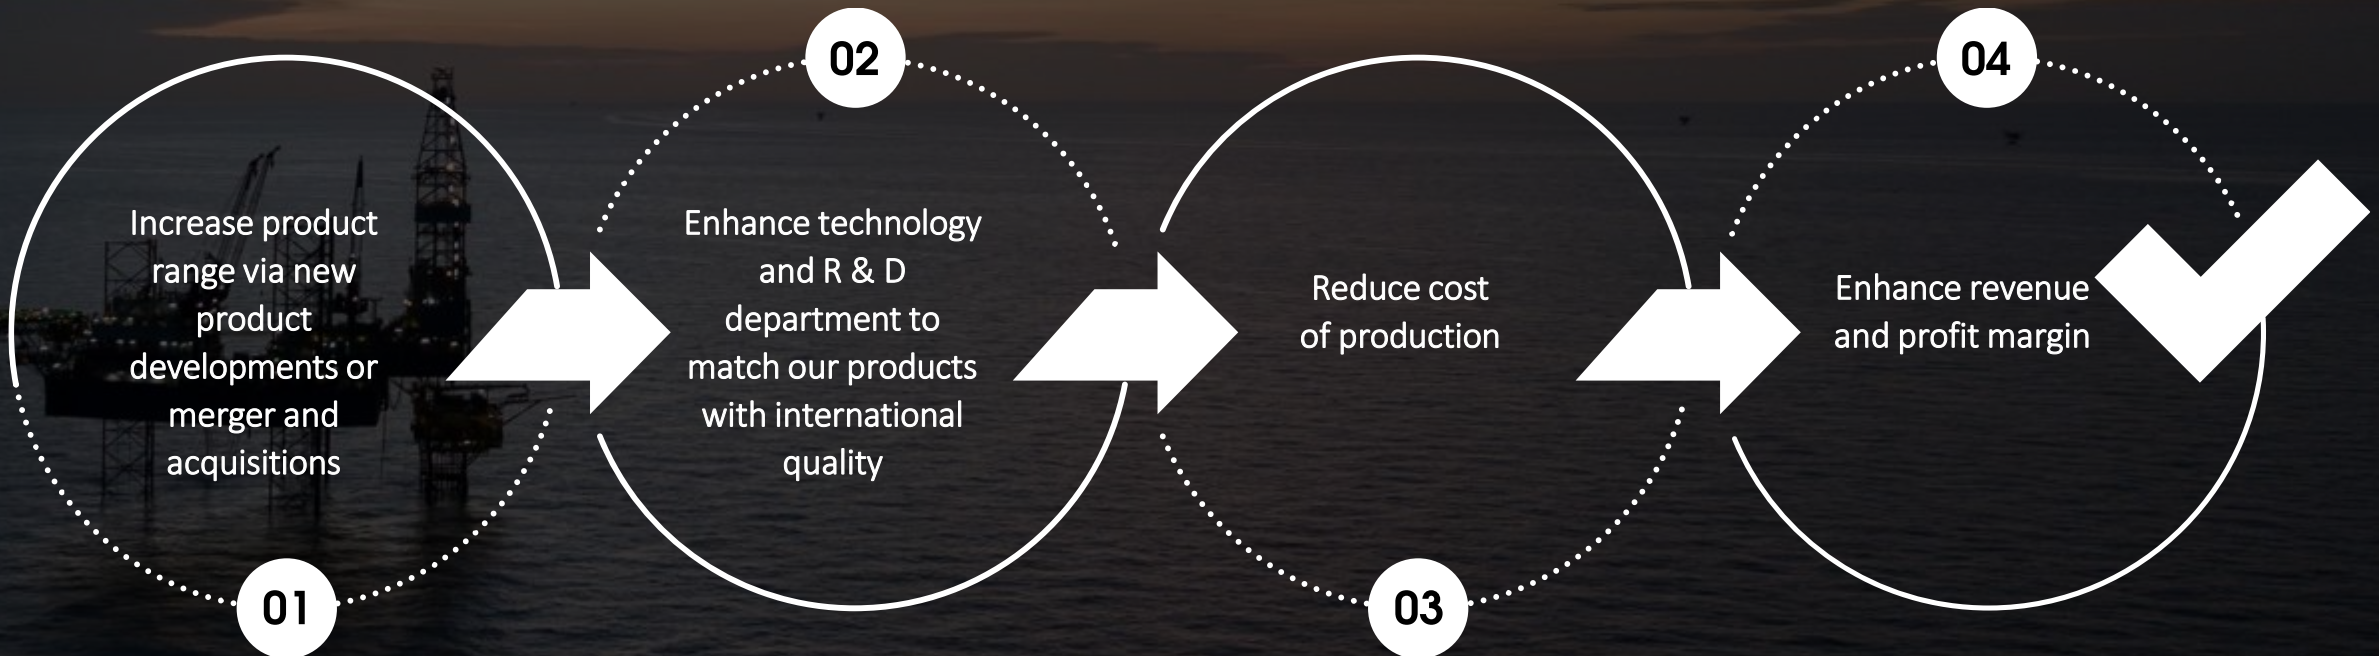 01
Increase product
range via new
product
developments or
merger and
acquisitions
02
Enhance technology
and R & D
department to
match our products
with international
quality
03
Reduce cost
of production
04
Enhance revenue
and profit margin